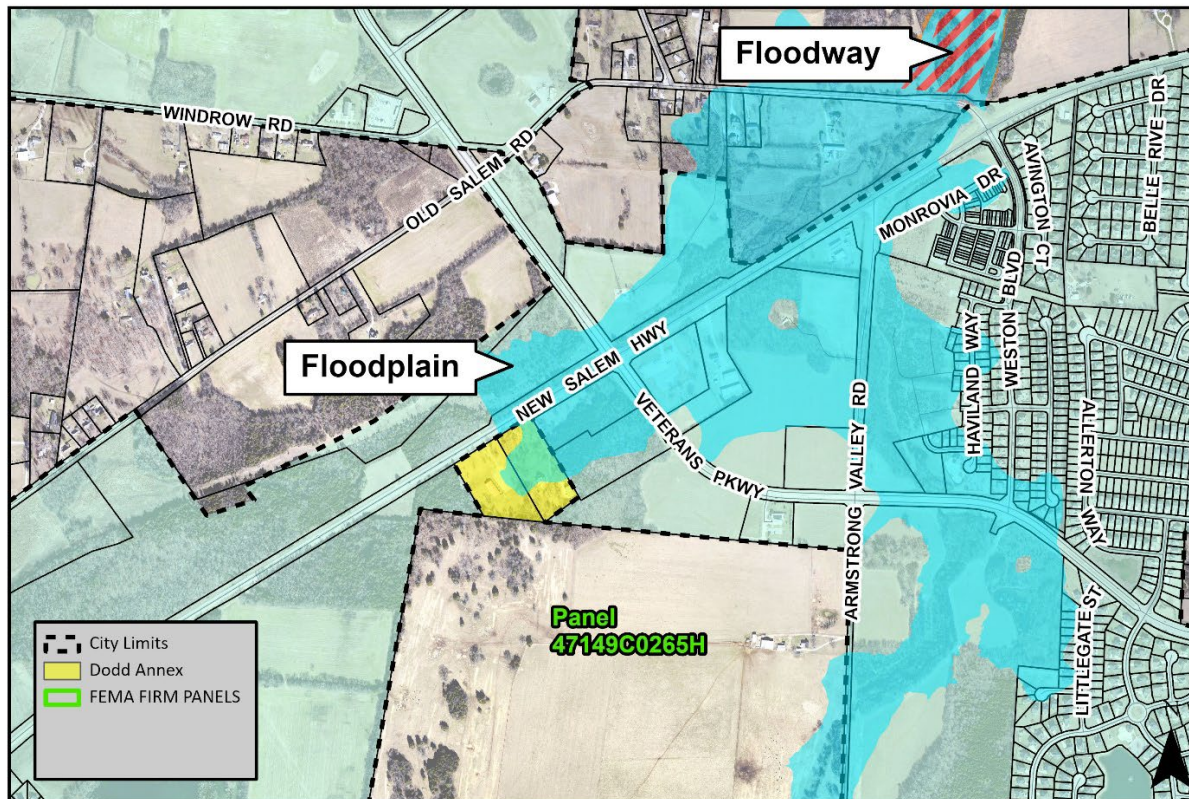 Floodway
WINDROW RD
OLD SALEM RD
BELLE RIVE DR
AVINGTON CT
MONROVIA DR
WESTON BLVD
Floodplain
NEW SALEM HWY
HAVILAND WAY
VETERANS PKWY
ARMSTRONG VALLEY RD
ALLERTON WAY
LITTLEGATE ST
Panel
47149C0265H
City Limits
Dodd Annex
FEMA FIRM PANELS